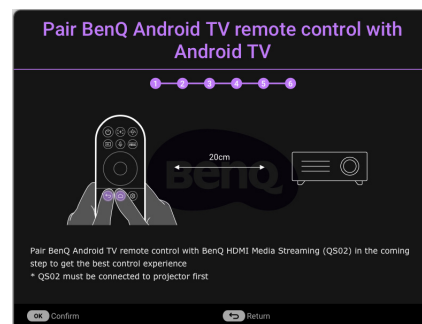 Pair BenQ Android TV remote control with
Android TV
1 2 3 4 5 6
20cm
BenQ
Pair BenQ Android TV remote control with BenQ HDMI Media Streaming (QS02) in the coming
step to get the best control experience
* QS02 must be connected to projector first
OK Confirm
Return